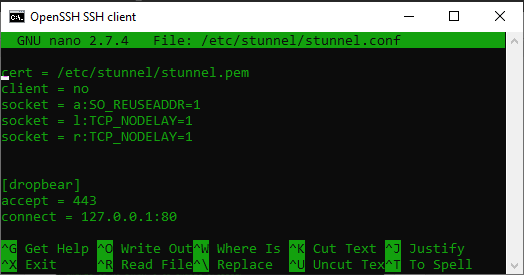 OpenSSH SSH client
GNU nano 2.7.4 File: /etc/stunnel/stunnel.conf
cert = /etc/stunnel/stunnel.pem
client = no
socket = a:SO_REUSEADDR=1
socket = l:TCP_NODELAY=1
socket = r:TCP_NODELAY=1
[dropbear]
accept = 443
connect = 127.0.0.1:80
^G Get Help ^O Write Out^W Where Is ^K Cut Text ^J Justify
^X Exit ^R Read File^\ Replace ^U Uncut Tex^T To Spell